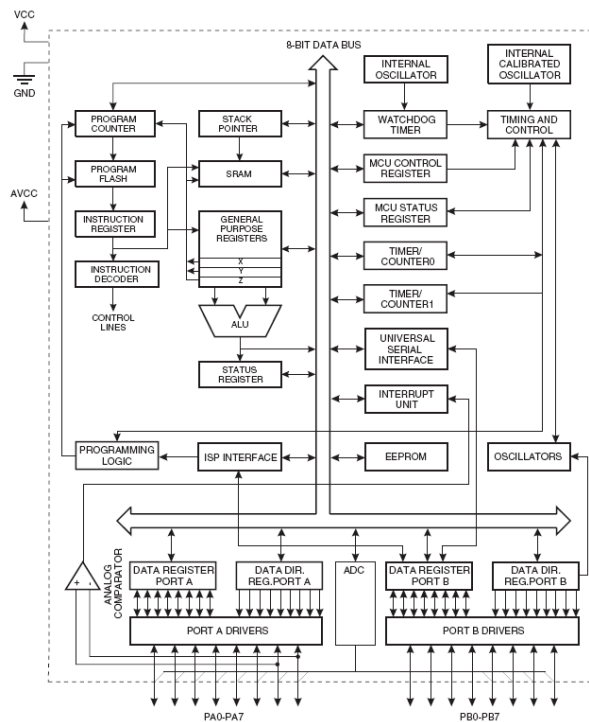 VCC
8-BIT DATA BUS
GND
AVCC
INTERNAL
OSCILLATOR
INTERNAL
CALIBRATED
OSCILLATOR
PROGRAM
COUNTER
STACK
POINTER
WATCHDOG
TIMER
TIMING AND
CONTROL
PROGRAM
FLASH
SRAM
MCU CONTROL
REGISTER
INSTRUCTION
REGISTER
GENERAL
PURPOSE
REGISTERS
X
Y
Z
MCU STATUS
REGISTER
INSTRUCTION
DECODER
TIMER/
COUNTER0
CONTROL
LINES
ALU
TIMER/
COUNTER1
STATUS
REGISTER
UNIVERSAL
SERIAL
INTERFACE
INTERRUPT
UNIT
PROGRAMMING
LOGIC
ISP INTERFACE
EEPROM
OSCILLATORS
ANALOG
COMPARATOR
+ -
DATA REGISTER
PORT A
DATA DIR.
REG.PORT A
ADC
DATA REGISTER
PORT B
DATA DIR.
REG.PORT B
PORT A DRIVERS
PORT B DRIVERS
PA0-PA7
PB0-PB7